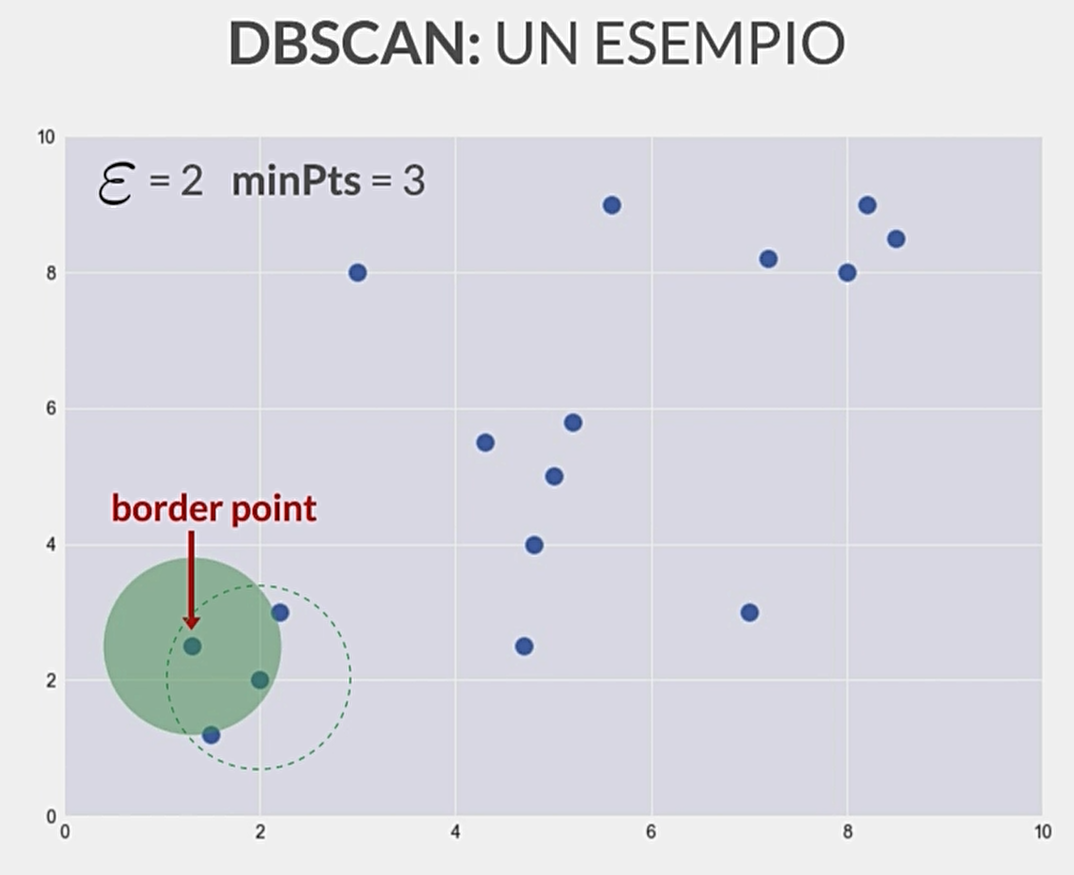 DBSCAN: UN ESEMPIO
10
ℰ = 2 minPts = 3
8
6
border point
4
2
0
0 2 4 6 8 10